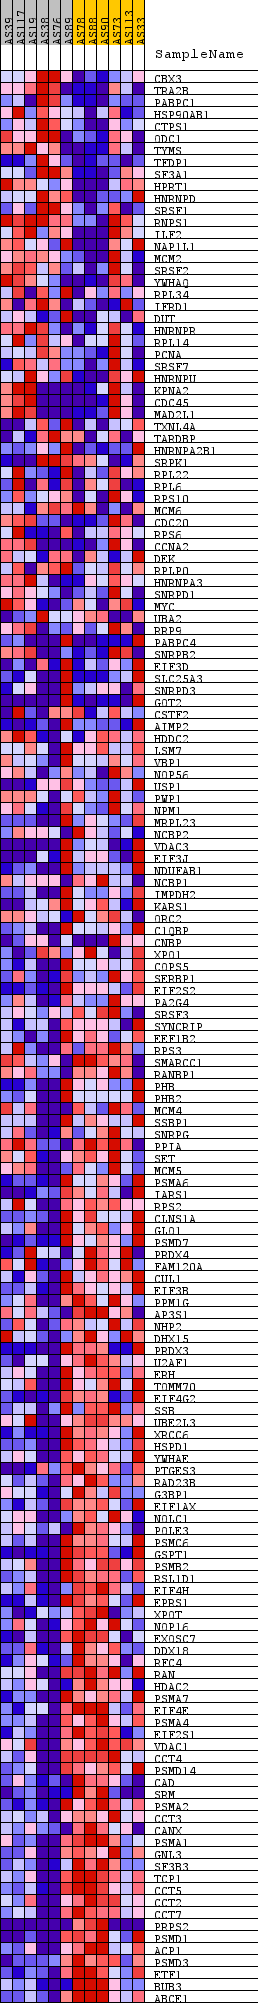 AS39 AS117 AS19 AS38 AS76 AS89 AS78 AS88 AS90 AS73 AS113 AS33
SampleName
CBX3
TRA2B
PABPC1
HSP90AB1
CTPS1
ODC1
TYMS
TFDP1
SF3A1
HPRT1
HNRNPD
SRSF1
RNPS1
ILF2
NAP1L1
MCM2
SRSF2
YWHAQ
RPL34
IFRD1
DUT
HNRNPR
RPL14
PCNA
SRSF7
HNRNPU
KPNA2
CDC45
MAD2L1
TXNL4A
TARDBP
HNRNPA2B1
SRPK1
RPL22
RPL6
RPS10
MCM6
CDC20
RPS6
CCNA2
DEK
RPLP0
HNRNPA3
SNRPD1
MYC
UBA2
RRP9
PABPC4
SNRPB2
EIF3D
SLC25A3
SNRPD3
GOT2
CSTF2
AIMP2
HDDC2
LSM7
VBP1
NOP56
USP1
PWP1
NPM1
MRPL23
NCBP2
VDAC3
EIF3J
NDUFAB1
NCBP1
IMPDH2
KARS1
ORC2
C1QBP
CNBP
XPO1
COPS5
SERBP1
EIF2S2
PA2G4
SRSF3
SYNCRIP
EEF1B2
RPS3
SMARCC1
RANBP1
PHB
PHB2
MCM4
SSBP1
SNRPG
PPIA
SET
MCM5
PSMA6
IARS1
RPS2
CLNS1A
GLO1
PSMD7
PRDX4
FAM120A
CUL1
EIF3B
PPM1G
AP3S1
NHP2
DHX15
PRDX3
U2AF1
ERH
TOMM70
EIF4G2
SSB
UBE2L3
XRCC6
HSPD1
YWHAE
PTGES3
RAD23B
G3BP1
EIF1AX
NOLC1
POLE3
PSMC6
GSPT1
PSMB2
RSL1D1
EIF4H
EPRS1
XPOT
NOP16
EXOSC7
DDX18
RFC4
RAN
HDAC2
PSMA7
EIF4E
PSMA4
EIF2S1
VDAC1
CCT4
PSMD14
CAD
SRM
PSMA2
CCT3
CANX
PSMA1
GNL3
SF3B3
TCP1
CCT5
CCT2
CCT7
PRPS2
PSMD1
ACP1
PSMD3
ETF1
BUB3
ABCE1